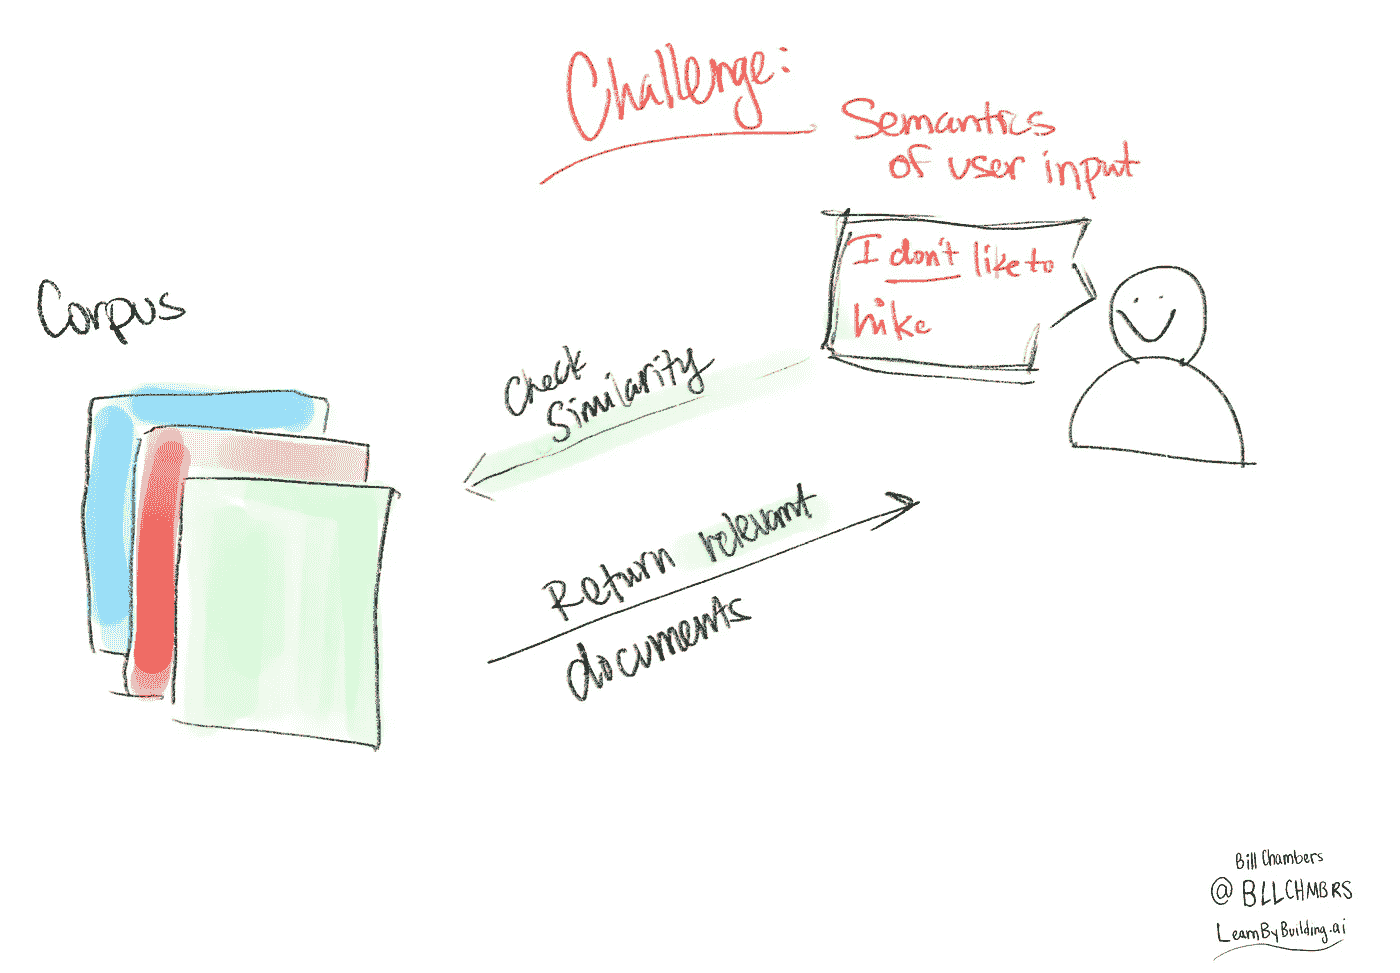 Challenge:
Semantics
of user input
I don't like to
hike
Corpus
Check
Similarity
Return relevant
documents
Bill Chambers
@BLLCHMBRS
LearnByBuilding.ai